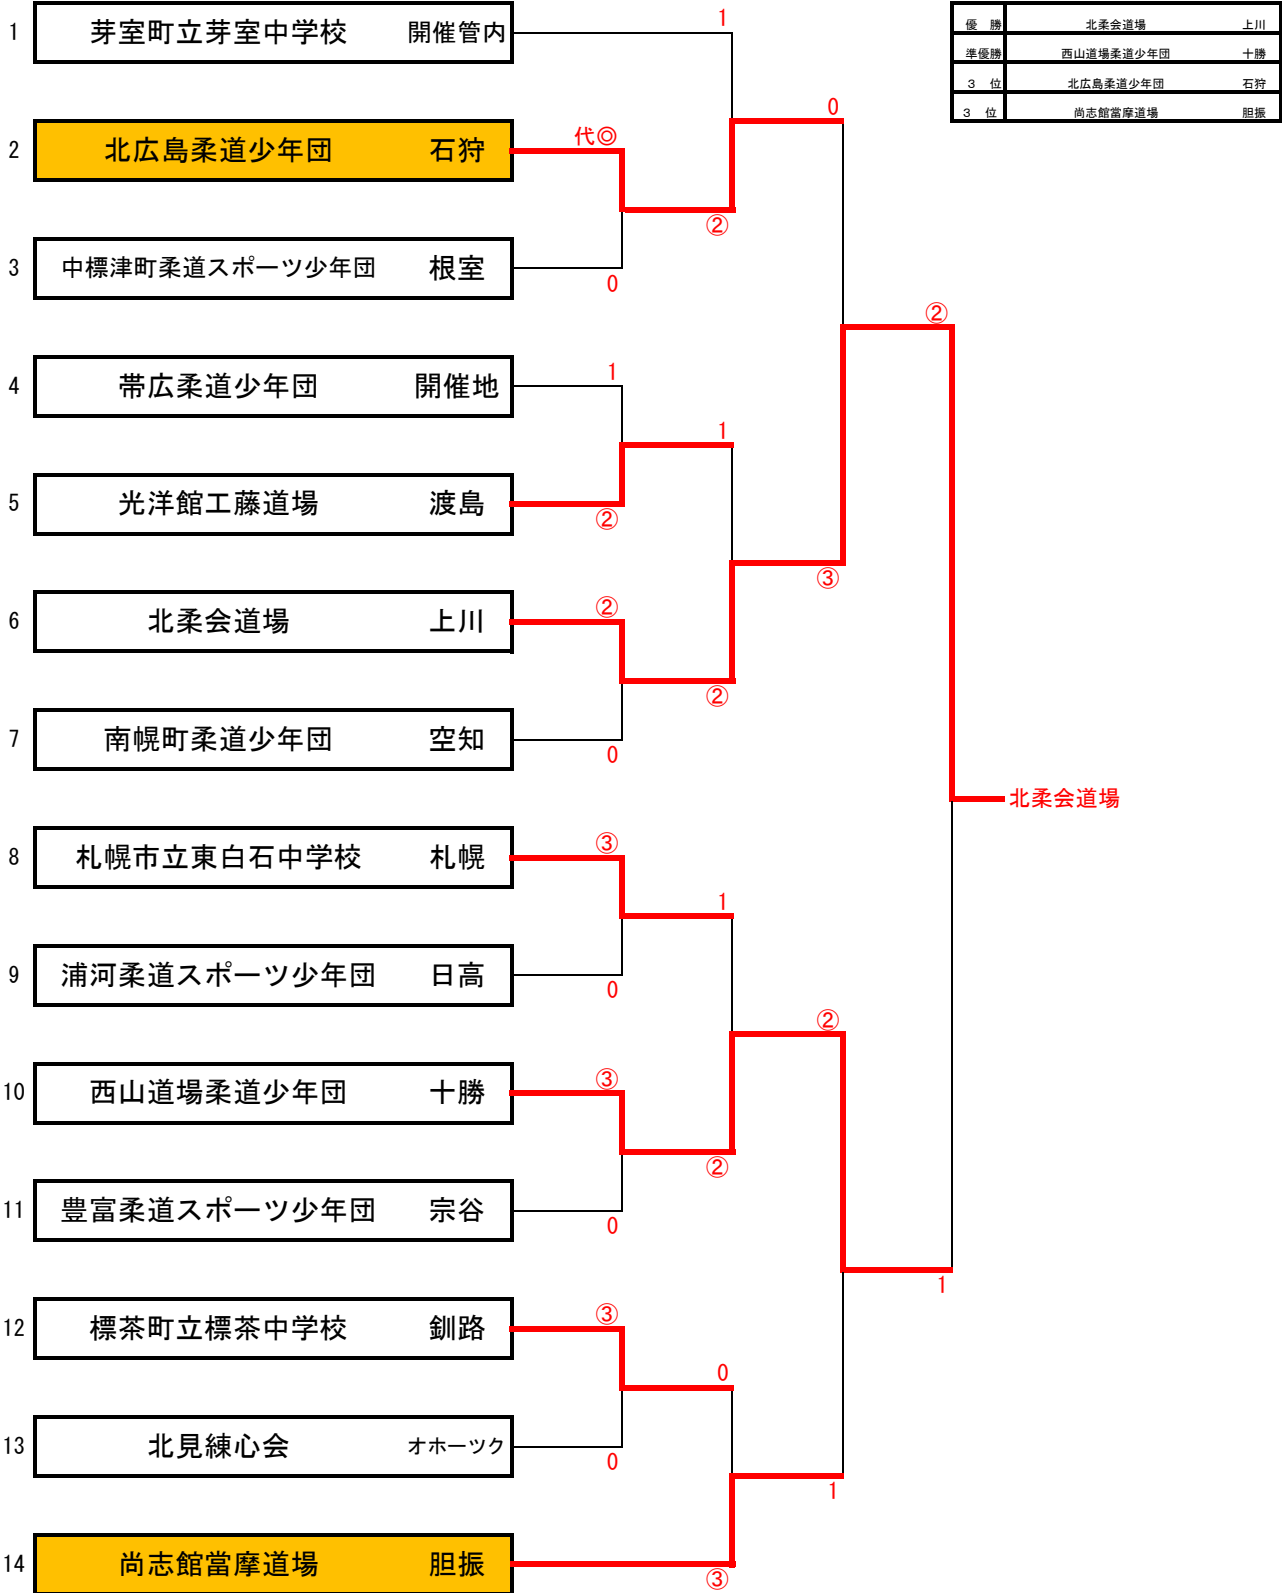 優 勝 北柔会道場 上川
準優勝 西山道場柔道少年団 十勝
3 位 北広島柔道少年団 石狩
3 位 尚志館當摩道場 胆振
1 芽室町立芽室中学校 開催管内 1
0
2 北広島柔道少年団 石狩 代◎
②
3 中標津町柔道スポーツ少年団 根室 0
②
4 帯広柔道少年団 開催地 1
1
5 光洋館工藤道場 渡島 ②
③
6 北柔会道場 上川 ②
②
7 南幌町柔道少年団 空知 0
北柔会道場
8 札幌市立東白石中学校 札幌 ③
1
9 浦河柔道スポーツ少年団 日高 0
②
10 西山道場柔道少年団 十勝 ③
②
11 豊富柔道スポーツ少年団 宗谷 0
1
12 標茶町立標茶中学校 釧路 ③
0
13 北見練心会 オホーツク 0
1
14 尚志館當摩道場 胆振 ③